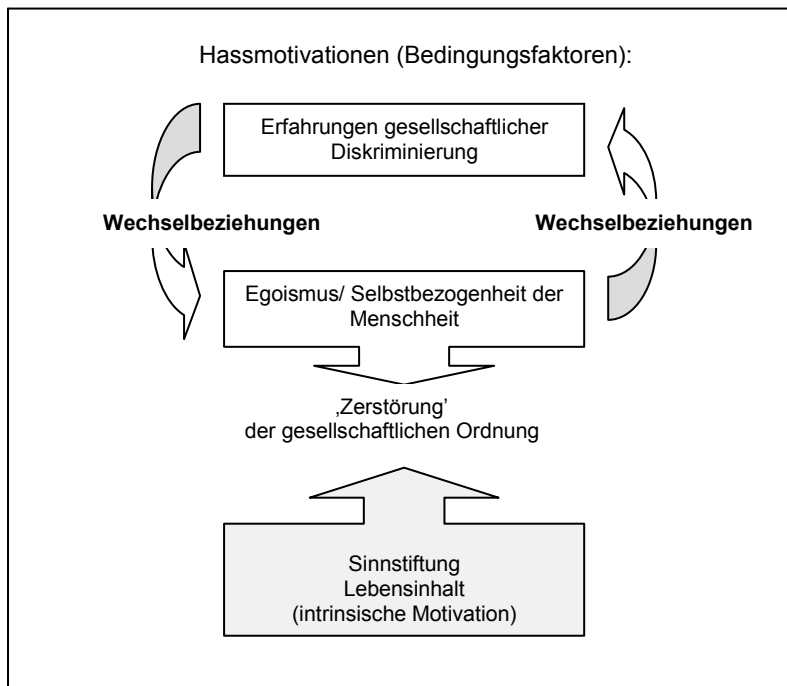 Hassmotivationen (Bedingungsfaktoren):
Erfahrungen gesellschaftlicher
Diskriminierung
Wechselbeziehungen
Wechselbeziehungen
Egoismus/ Selbstbezogenheit der
Menschheit
‚Zerstörung’
der gesellschaftlichen Ordnung
Sinnstiftung
Lebensinhalt
(intrinsische Motivation)